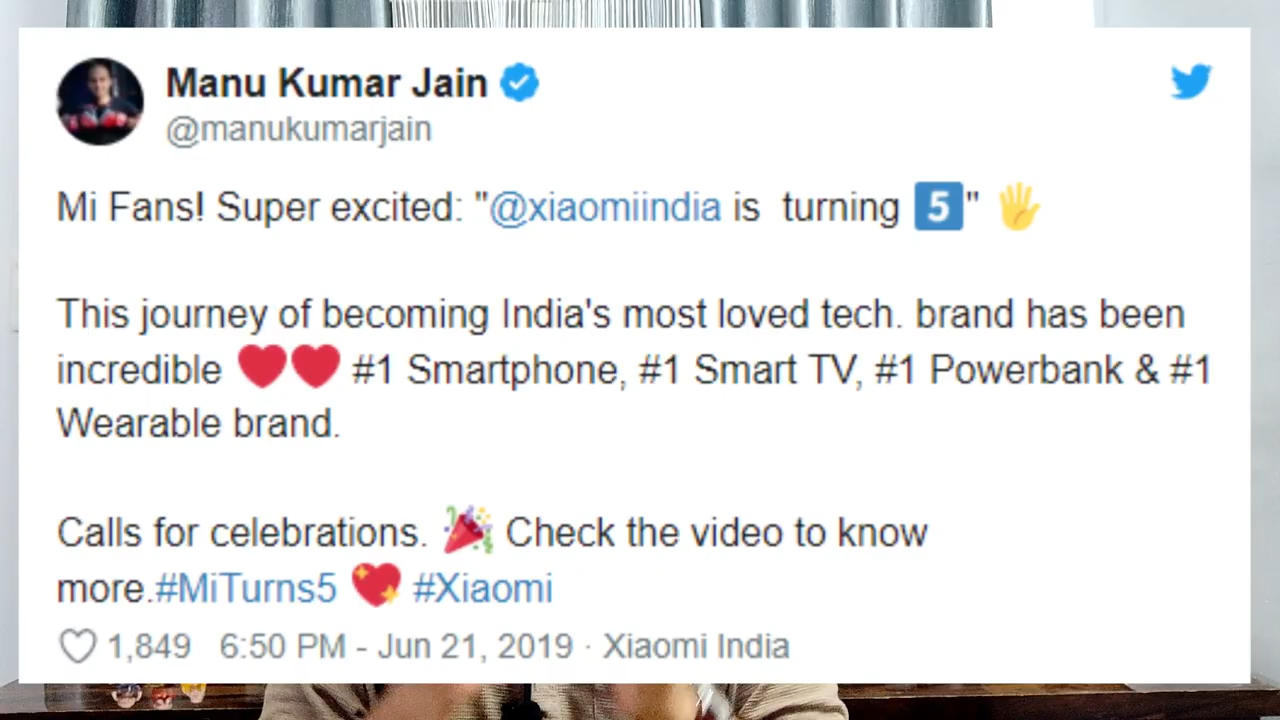 Manu Kumar Jain
@manukumarjain
Mi Fans! Super excited: "@xiaomiindia is turning 5️⃣" 🖐
This journey of becoming India's most loved tech. brand has been
incredible ❤️❤️ #1 Smartphone, #1 Smart TV, #1 Powerbank & #1
Wearable brand.
Calls for celebrations. 🎉 Check the video to know
more.#MiTurns5 💖 #Xiaomi
1,849 6:50 PM - Jun 21, 2019 · Xiaomi India